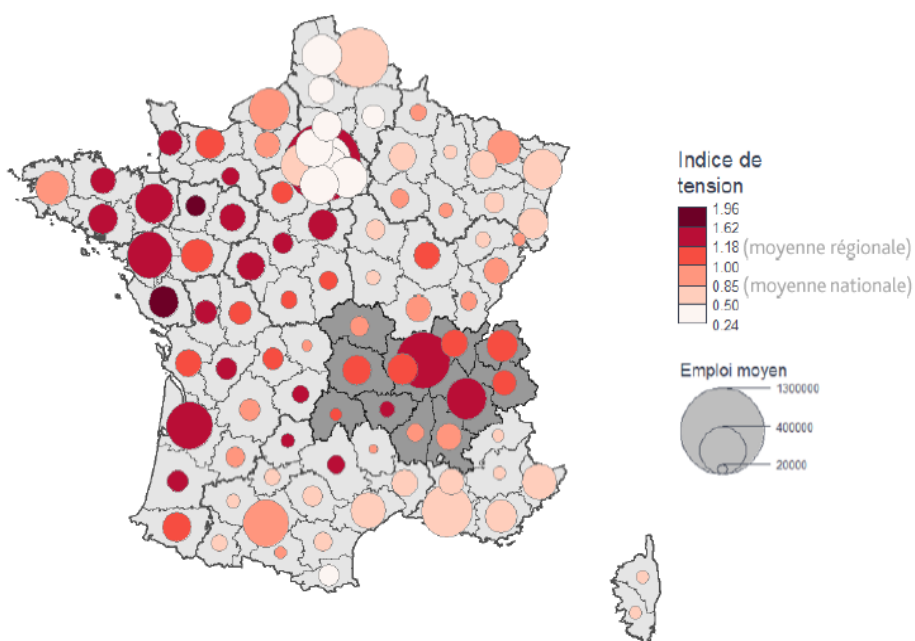 Indice de
tension
1.96
1.62
1.18 (moyenne régionale)
1.00
0.85 (moyenne nationale)
0.50
0.24
Emploi moyen
1300000
400000
20000